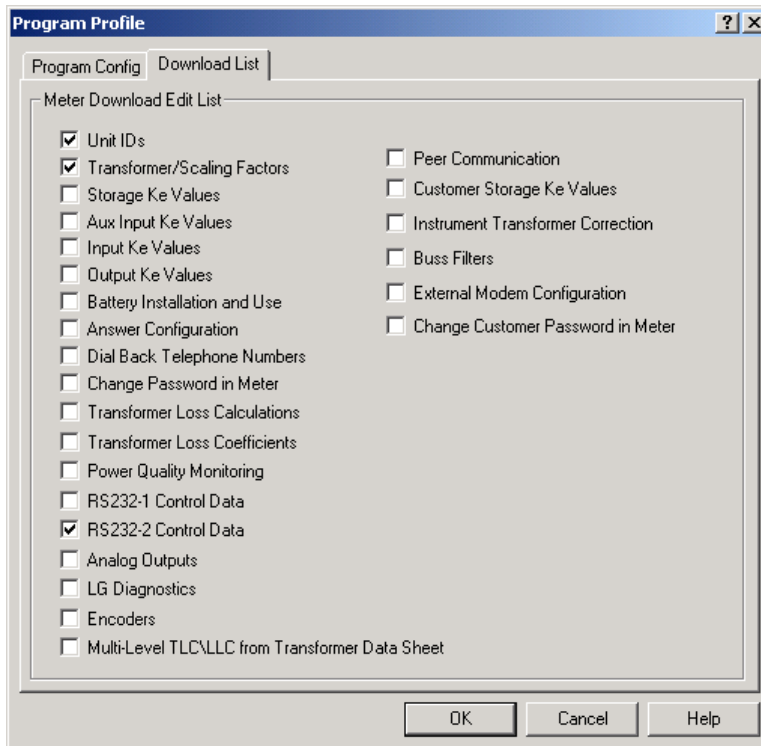 Program Profile
Program Config
Download List
Meter Download Edit List
Unit IDs
Transformer/Scaling Factors
Storage Ke Values
Aux Input Ke Values
Input Ke Values
Output Ke Values
Battery Installation and Use
Answer Configuration
Dial Back Telephone Numbers
Change Password in Meter
Transformer Loss Calculations
Transformer Loss Coefficients
Power Quality Monitoring
RS232-1 Control Data
RS232-2 Control Data
Analog Outputs
LG Diagnostics
Encoders
Multi-Level TLC\LLC from Transformer Data Sheet
Peer Communication
Customer Storage Ke Values
Instrument Transformer Correction
Buss Filters
External Modem Configuration
Change Customer Password in Meter
OK
Cancel
Help